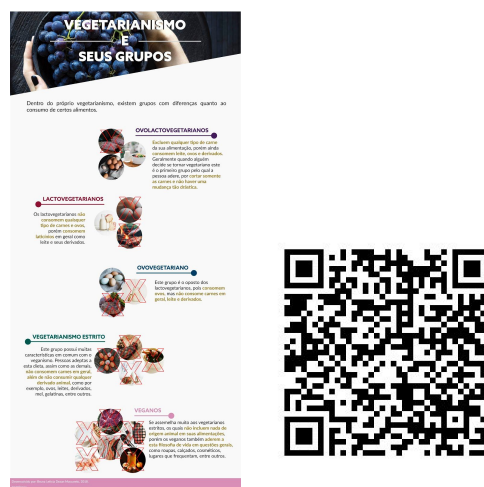 VEGETARIANISMO
E
SEUS GRUPOS
Dentro do próprio vegetarianismo, existem grupos com diferenças quanto ao
consumo de certos alimentos.
OVOLACTOVEGETARIANOS
Excluem qualquer tipo de carne
da sua alimentação, porém ainda
consomem leite, ovos e derivados.
Geralmente quando alguém
decide se tornar vegetariano este
é o primeiro grupo pelo qual a
pessoa adere, por cortar somente
as carnes e não haver uma
mudança tão drástica.
LACTOVEGETARIANOS
Os lactovegetarianos não
consomem quaisquer
tipo de carnes e ovos,
porém consomem
laticínios em geral como
leite e seus derivados.
OVOVEGETARIANO
Este grupo é o oposto dos
lactovegetarianos, pois consomem
ovos, mas não consome carnes em
geral, leite e derivados.
VEGETARIANISMO ESTRITO
Este grupo possui muitas
características em comum com o
veganismo. Pessoas adeptas a
esta dieta, assim como as demais,
não consomem carnes em geral,
além de não consumir qualquer
derivado animal, como por
exemplo, ovos, leites, derivados,
mel, gelatinas, entre outros.
VEGANOS
Se assemelha muito aos vegetarianos
estritos, os quais não incluem nada de
origem animal em suas alimentações,
porém os veganos também aderem a
esta filosofia de vida em questões gerais,
como roupas, calçados, cosméticos,
lugares que frequentam, entre outros.